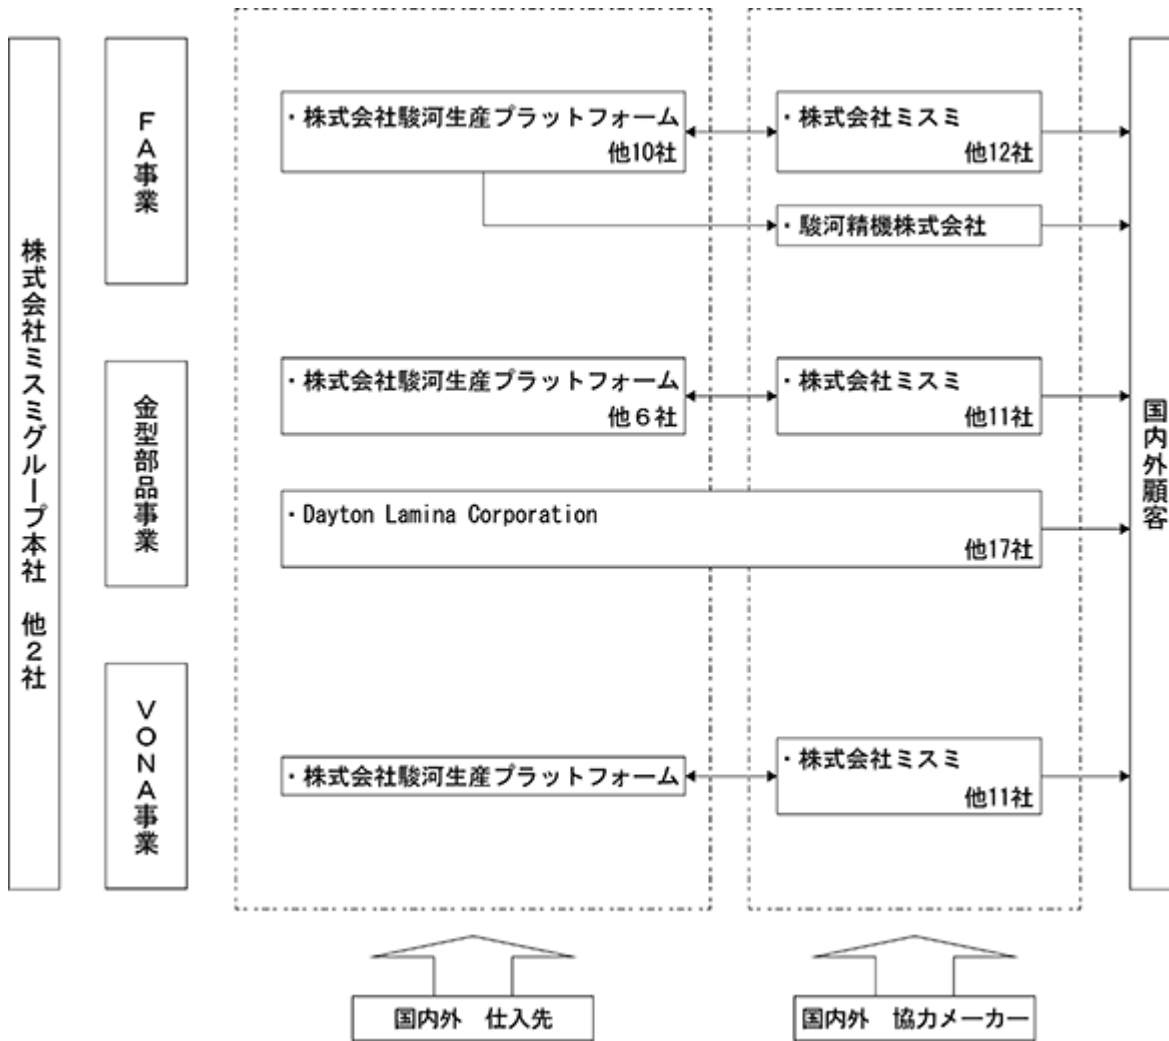 株式会社ミスミグループ本社　他２社
ＦＡ事業
・株式会社駿河生産プラットフォーム
他10社
・株式会社ミスミ
他12社
・駿河精機株式会社
金型部品事業
・株式会社駿河生産プラットフォーム
他６社
・株式会社ミスミ
他11社
・Dayton Lamina Corporation
他17社
ＶＯＮＡ事業
・株式会社駿河生産プラットフォーム
・株式会社ミスミ
他11社
国内外顧客
国内外　仕入先
国内外　協力メーカー